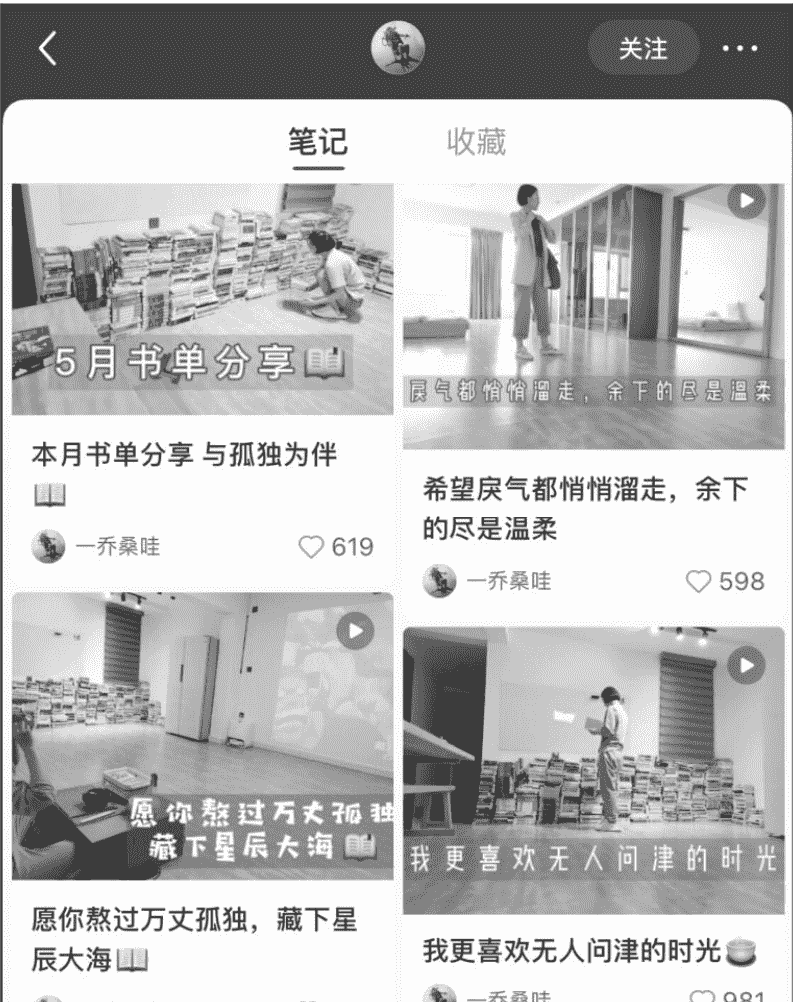 关注
笔记
收藏
5月书单分享
本月书单分享 与孤独为伴
一乔桑哇
619
戾气都悄悄溜走，余下的尽是温柔
希望戾气都悄悄溜走，余下
的尽是温柔
一乔桑哇
598
愿你熬过万丈孤独
藏下星辰大海
愿你熬过万丈孤独，藏下星
辰大海
我更喜欢无人问津的时光
我更喜欢无人问津的时光
一乔桑哇
981